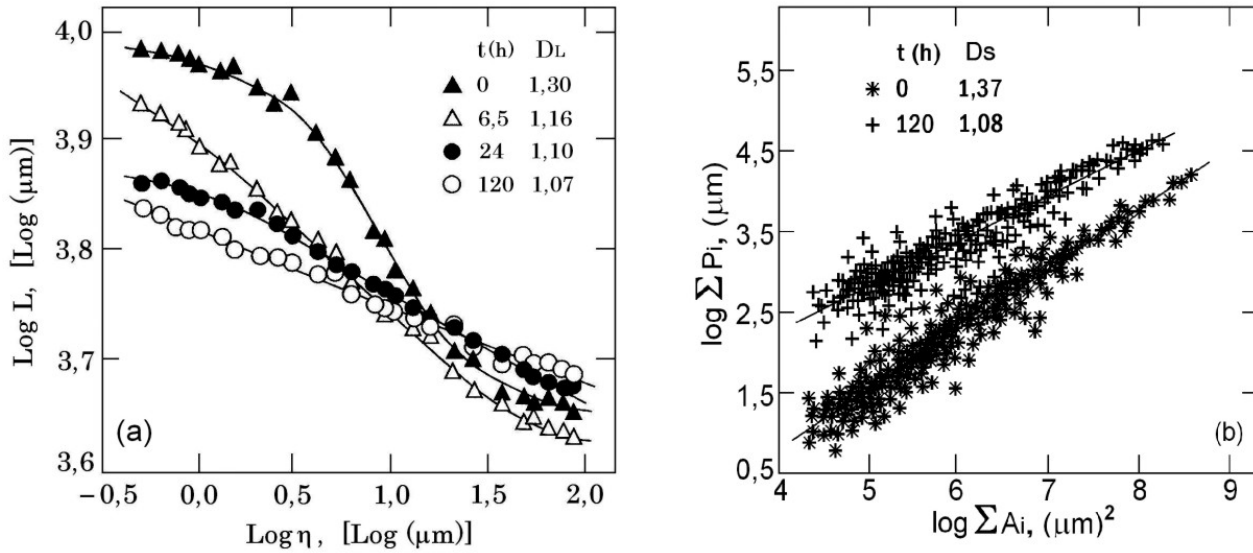 4,0
3,9
3,8
3,7
3,6
-0,5 0,0 0,5 1,0 1,5 2,0
Log L, [Log (μm)]
Log η, [Log (μm)]
t(h) DL
0 1,30
6,5 1,16
24 1,10
120 1,07
(a)
5,5
4,5
3,5
2,5
1,5
0,5
4 5 6 7 8 9
log ∑ Pi, (μm)
log ∑ Ai, (μm)²
t (h) Ds
0 1,37
120 1,08
(b)